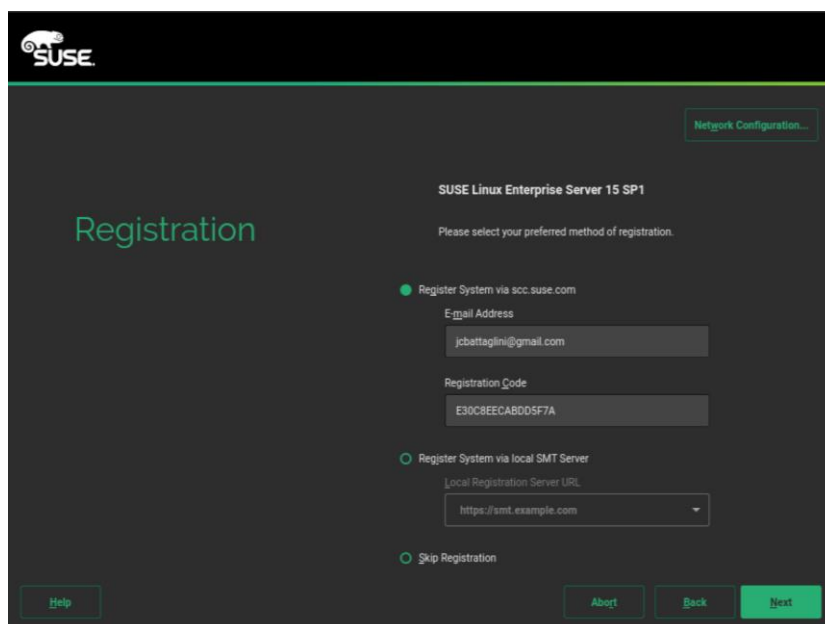 SUSE.
Network Configuration...
SUSE Linux Enterprise Server 15 SP1
Registration
Please select your preferred method of registration.
Register System via scc.suse.com
E-mail Address
jcbattaglini@gmail.com
Registration Code
E30C8EECABDD5F7A
Register System via local SMT Server
Local Registration Server URL
https://smt.example.com
Skip Registration
Help
Abort
Back
Next